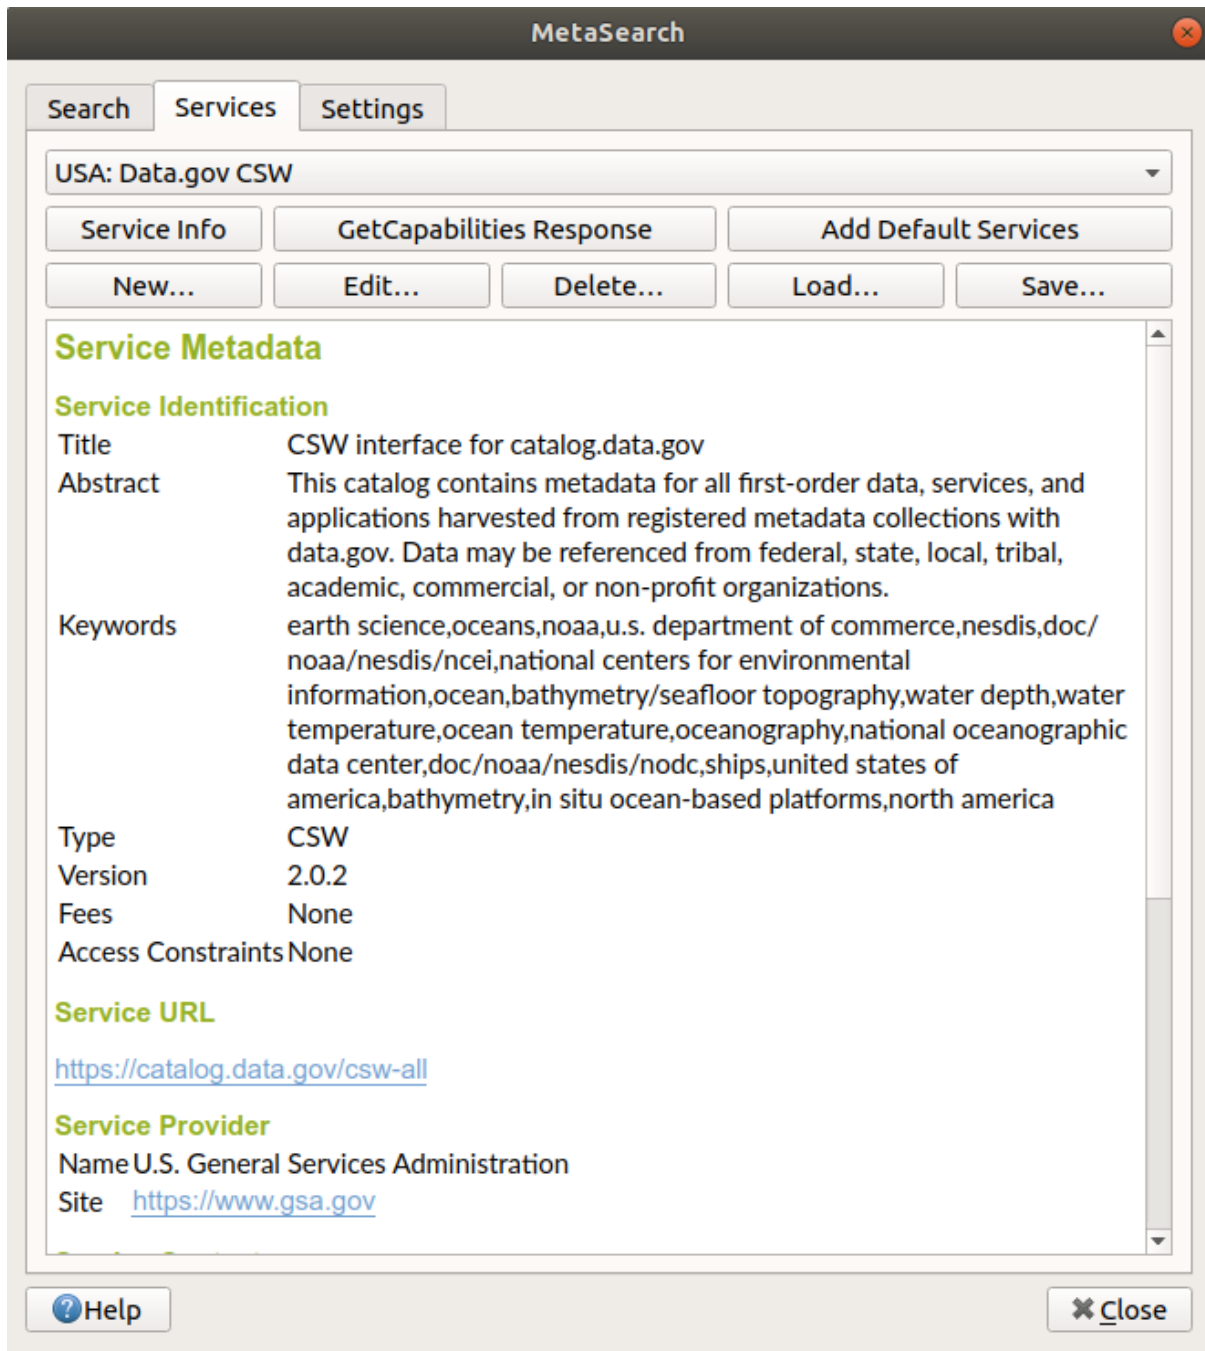 MetaSearch
Search Services Settings
USA: Data.gov CSW
Service Info GetCapabilities Response Add Default Services
New... Edit... Delete... Load... Save...
Service Metadata
Service Identification
Title CSW interface for catalog.data.gov
Abstract This catalog contains metadata for all first-order data, services, and
applications harvested from registered metadata collections with
data.gov. Data may be referenced from federal, state, local, tribal,
academic, commercial, or non-profit organizations.
Keywords earth science,oceans,noaa,u.s. department of commerce,nesdis,doc/
noaa/nesdis/ncei,national centers for environmental
information,ocean,bathymetry/seafloor topography,water depth,water
temperature,ocean temperature,oceanography,national oceanographic
data center,doc/noaa/nesdis/nodc,ships,united states of
america,bathymetry,in situ ocean-based platforms,north america
Type CSW
Version 2.0.2
Fees None
Access Constraints None
Service URL
https://catalog.data.gov/csw-all
Service Provider
Name U.S. General Services Administration
Site https://www.gsa.gov
Help Close